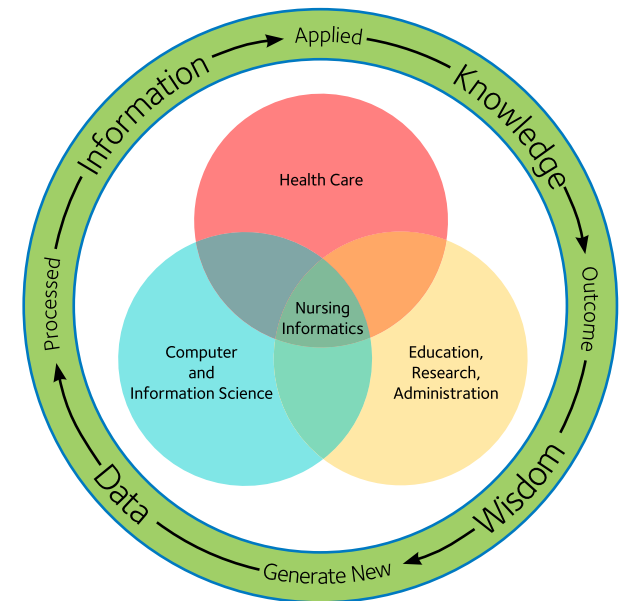 Applied
Knowledge
Outcome
Wisdom
Generate New
Data
Processed
Information
Health Care
Nursing
Informatics
Computer
and
Information Science
Education,
Research,
Administration